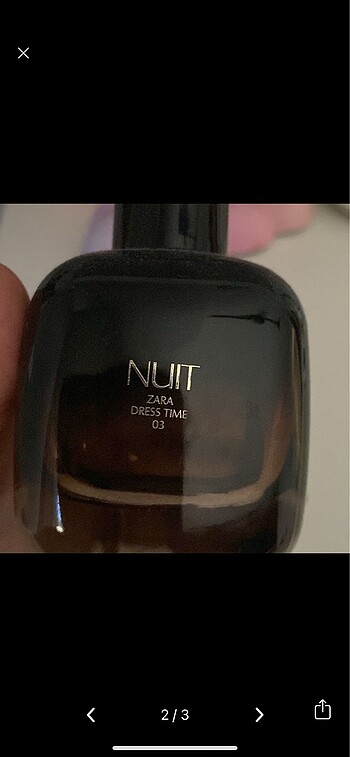 NUIT
ZARA
DRESS TIME
03
2/3